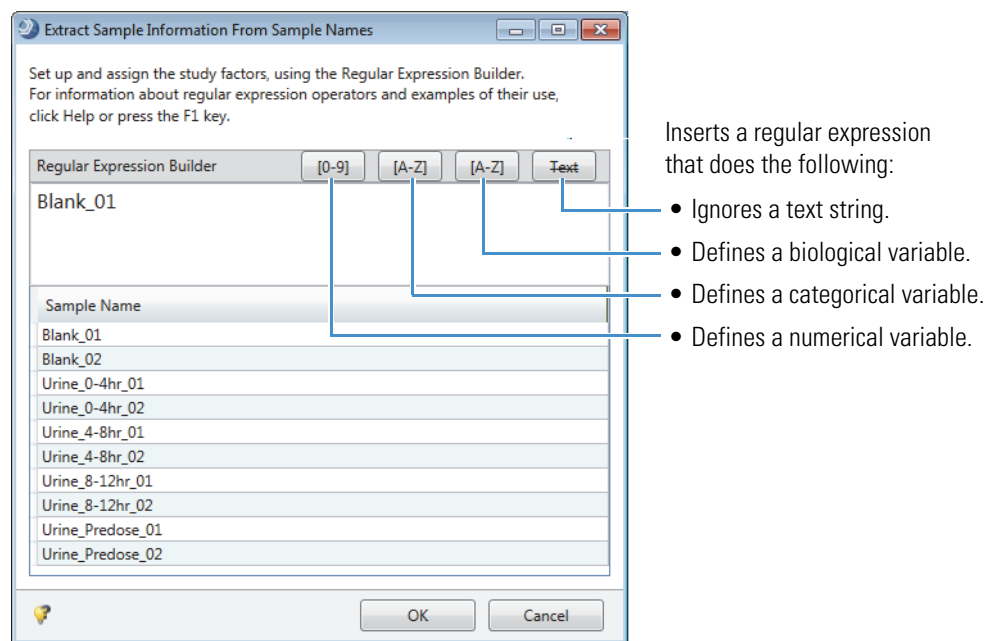 Extract Sample Information From Sample Names
Set up and assign the study factors, using the Regular Expression Builder.
For information about regular expression operators and examples of their use,
click Help or press the F1 key.
Regular Expression Builder [0-9] [A-Z] [A-Z] Text
Blank_01
Sample Name
Blank_01
Blank_02
Urine_0-4hr_01
Urine_0-4hr_02
Urine_4-8hr_01
Urine_4-8hr_02
Urine_8-12hr_01
Urine_8-12hr_02
Urine_Predose_01
Urine_Predose_02
OK Cancel
Inserts a regular expression
that does the following:
• Ignores a text string.
• Defines a biological variable.
• Defines a categorical variable.
• Defines a numerical variable.